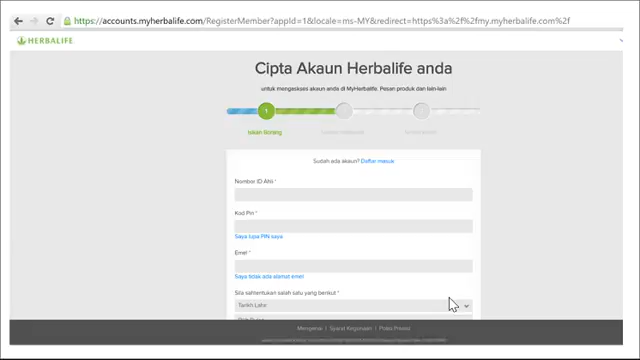 https://accounts.myherbalife.com/RegisterMember?appId=1&locale=ms-MY&redirect=https%3a%2f%2fmy.myherbalife.com%2f
HERBALIFE
Cipta Akaun Herbalife anda
untuk mengakses akaun anda di MyHerbalife. Pesan produk dan lain-lain
1
Isikan Borang
Sudah ada akaun? Daftar masuk
Nombor ID Ahli *
Kod Pin *
Saya lupa PIN saya
Emel *
Saya tidak ada alamat emel
Sila sahtentukan salah satu yang berikut *
Tarikh Lahir
Mengenai | Syarat Kegunaan | Polisi Privasi